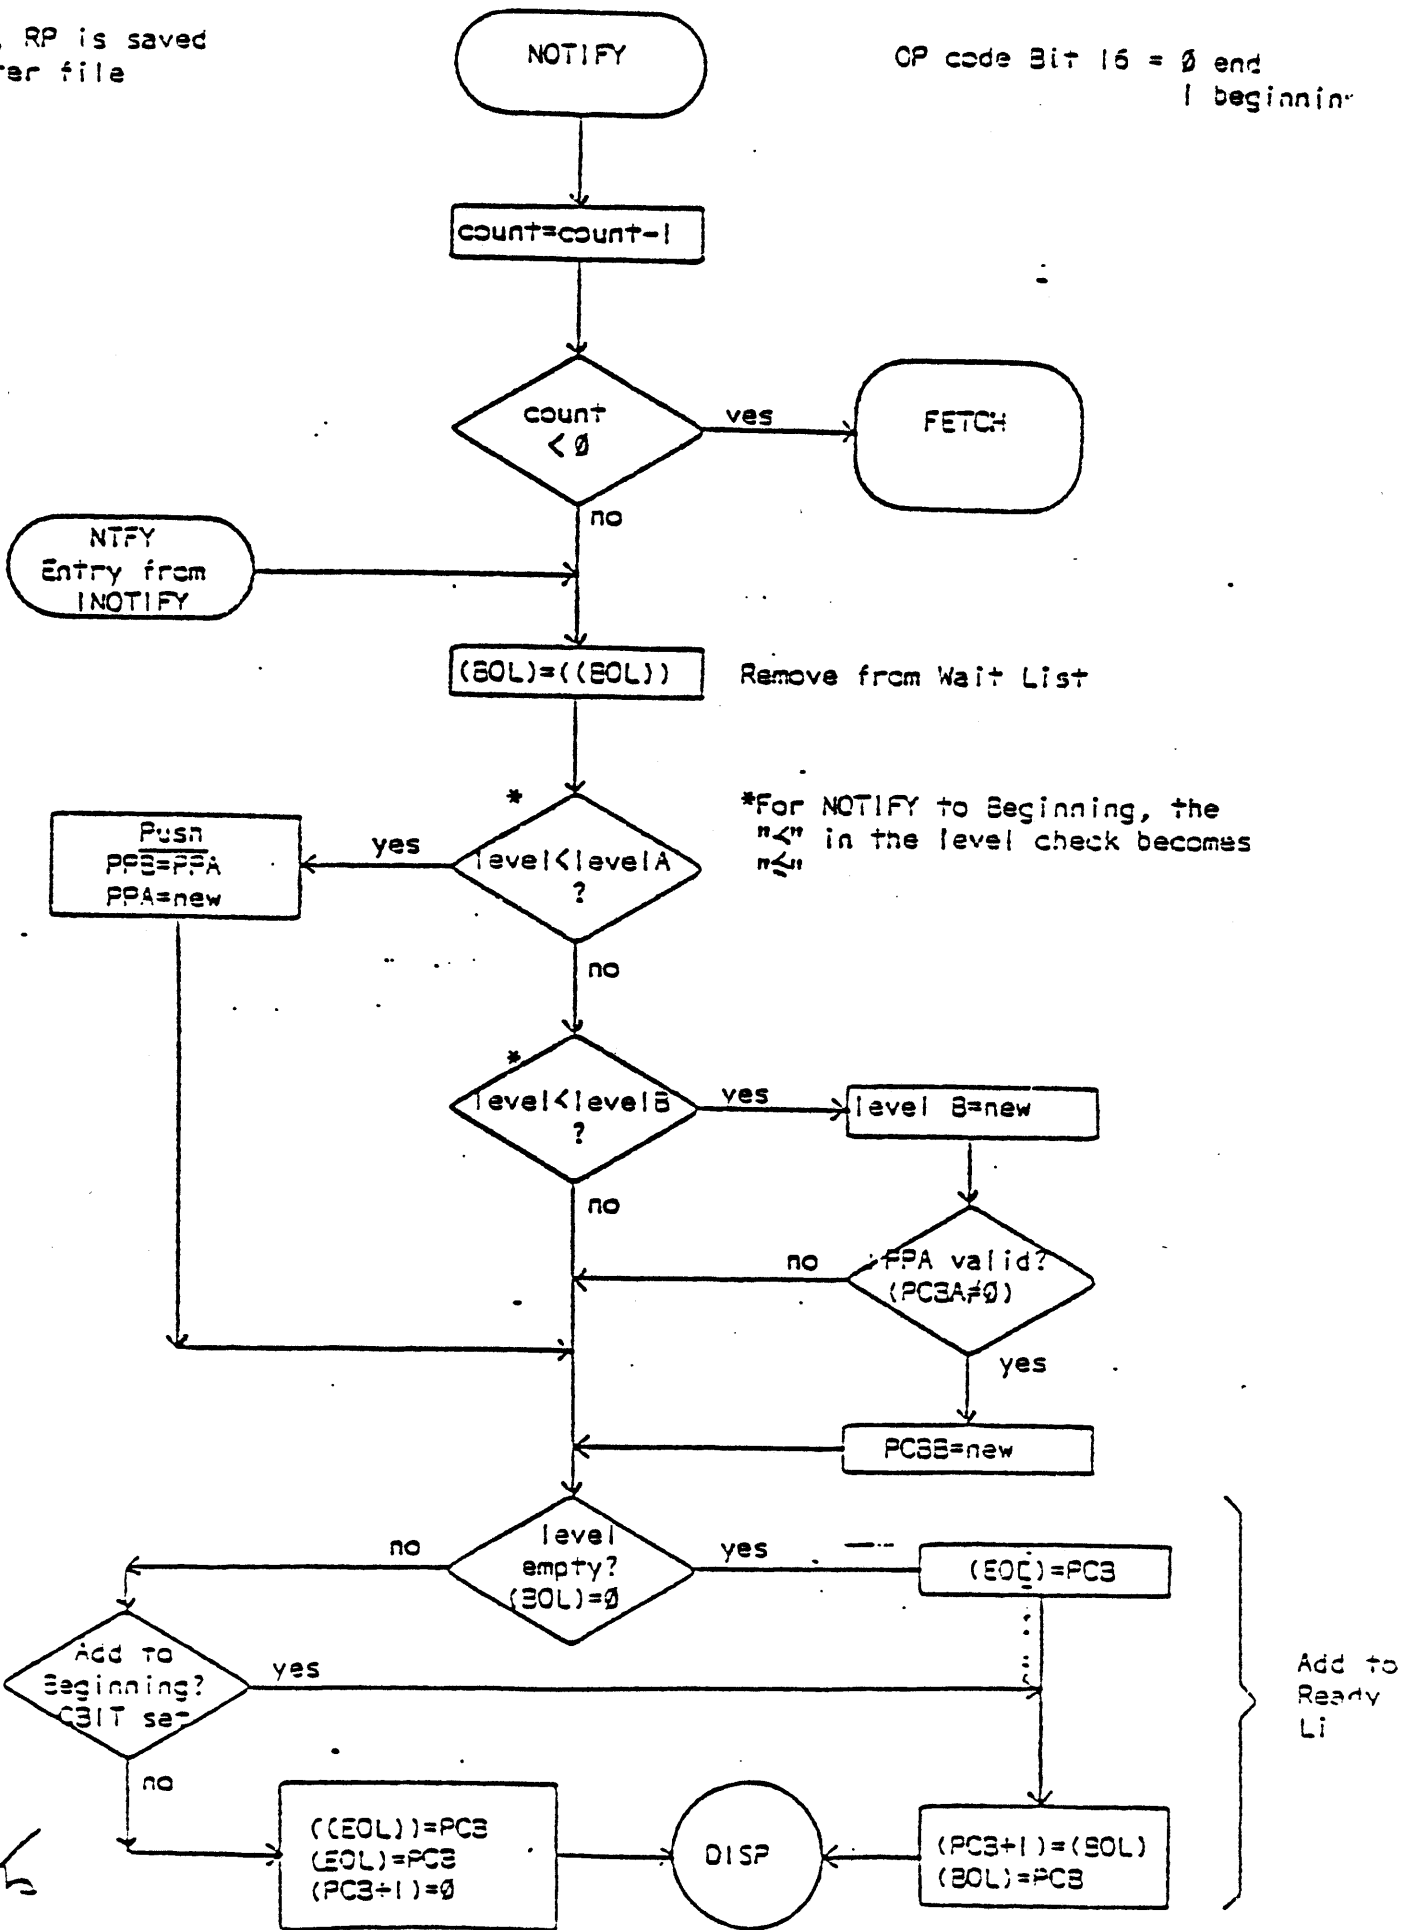 RP is saved
file
NOTIFY
OP code Bit 16 = Ø end
1 beginnin
count=count-1
count
< Ø
yes
FETCH
no
NTFY
Entry from
INOTIFY
(BOL)=((BOL))
Remove from Wait List
*
*For NOTIFY to Beginning, the
"<" in the level check becomes
"≤"
Push
PPB=PPA
PPA=new
yes
level<levelA
?
no
*
level<levelB
?
yes
level B=new
no
no
PPA valid?
(PCBA≠Ø)
yes
PCBB=new
no
level
empty?
(BOL)=Ø
yes
(EOL)=PCB
Add to
Beginning?
CBIT set
yes
Add to
Ready
Li
no
((EOL))=PCB
(EOL)=PCB
(PCB+1)=Ø
DISP
(PCB+1)=(BOL)
(BOL)=PCB